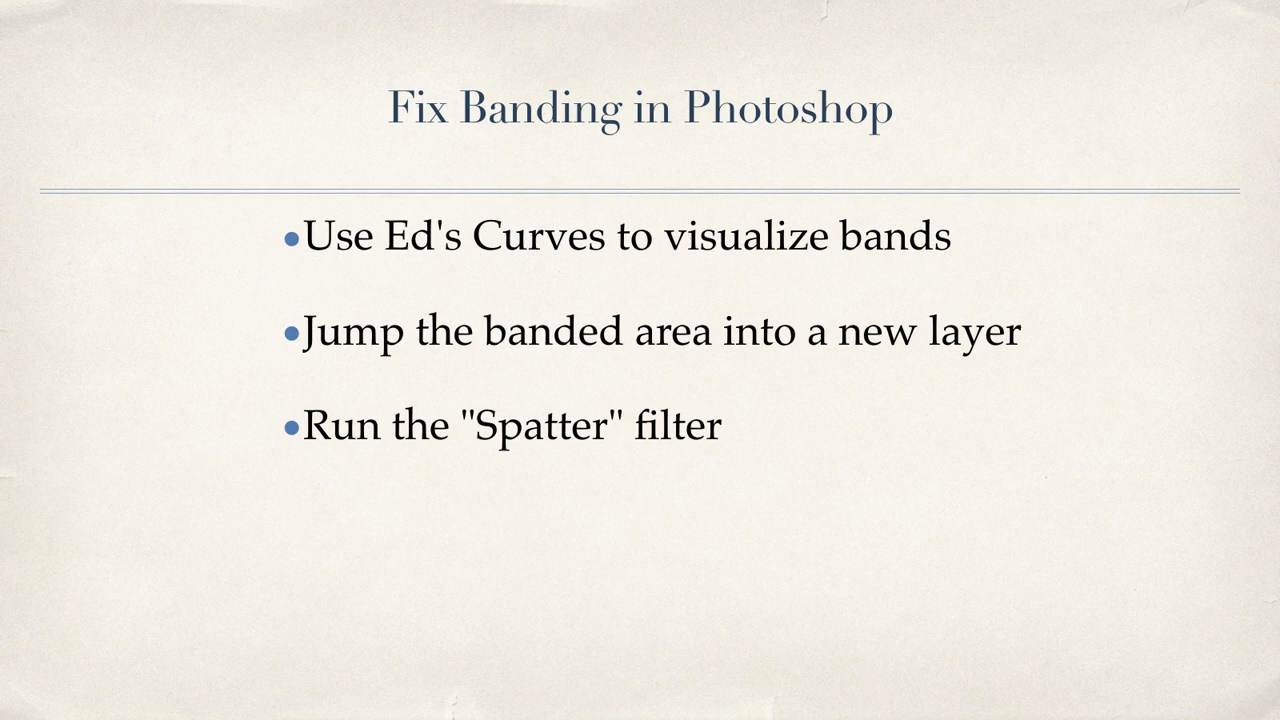 Fix Banding in Photoshop
•Use Ed's Curves to visualize bands
•Jump the banded area into a new layer
•Run the "Spatter" filter